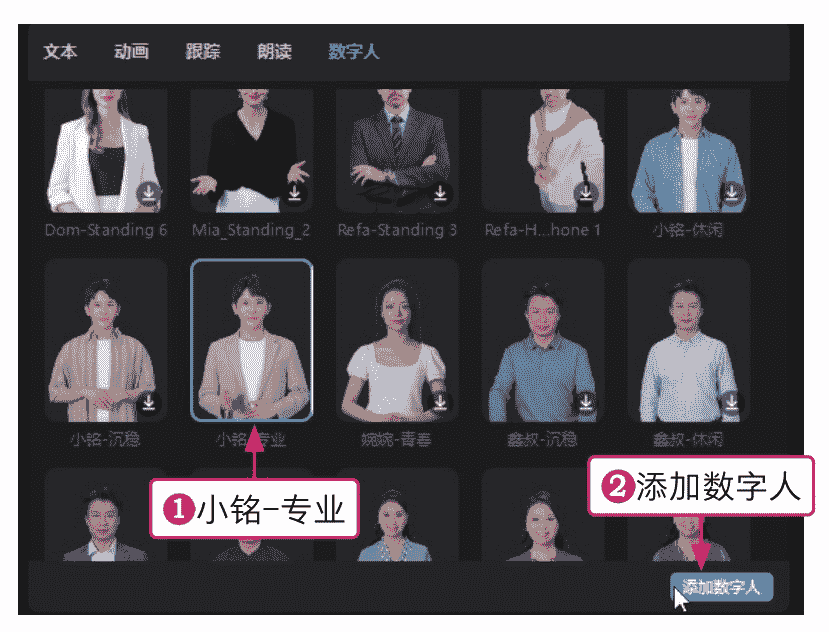 文本 动画 跟踪 朗读 数字人
Dom-Standing 6 Mia_Standing_2 Refa-Standing 3 Refa-H...hone 1 小铭-休闲
小铭-沉稳 小铭-专业 婉婉-青春 鑫叔-沉稳 鑫叔-休闲
❶小铭-专业
❷添加数字人
添加数字人